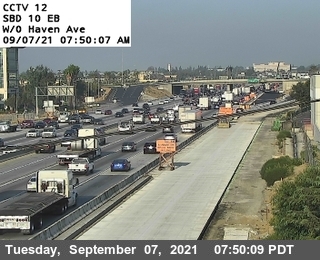 CCTV 12
SBD 10 EB
W/O Haven Ave
09/07/21 07:50:07 AM
Tuesday, September 07, 2021 07:50:09 PDT